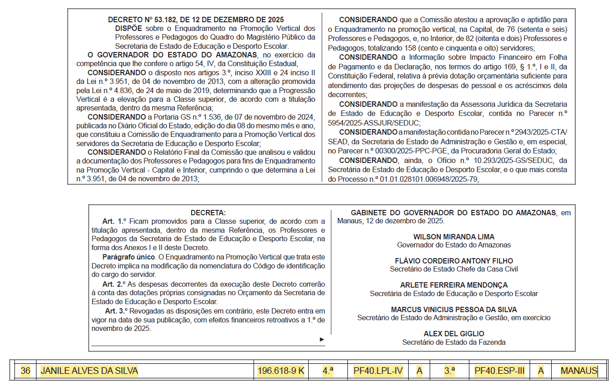 DECRETO Nº 53.182, DE 12 DE DEZEMBRO DE 2025
DISPÕE sobre o Enquadramento na Promoção Vertical dos
Professores e Pedagogos do Quadro do Magistério Público da
Secretaria de Estado de Educação e Desporto Escolar.
O GOVERNADOR DO ESTADO DO AMAZONAS, no exercício da
competência que lhe confere o artigo 54, IV, da Constituição Estadual,
CONSIDERANDO o disposto nos artigos 3.º, inciso XXIII e 24 inciso II
da Lei n.º 3.951, de 04 de novembro de 2013, com a alteração promovida
pela Lei n.º 4.836, de 24 de maio de 2019, determinando que a Progressão
Vertical é a elevação para a Classe superior, de acordo com a titulação
apresentada, dentro da mesma Referência;
CONSIDERANDO a Portaria GS n.º 1.536, de 07 de novembro de 2024,
publicada no Diário Oficial do Estado, edição do dia 08 do mesmo mês e ano,
que constituiu a Comissão de Enquadramento para a Promoção Vertical dos
servidores da Secretaria de Educação e Desporto Escolar;
CONSIDERANDO o Relatório Final da Comissão que analisou e validou
a documentação dos Professores e Pedagogos para fins de Enquadramento
na Promoção Vertical - Capital e Interior, cumprindo o que determina a Lei
n.º 3.951, de 04 de novembro de 2013;
CONSIDERANDO que a Comissão atestou a aprovação e aptidão para
o Enquadramento na promoção vertical, na Capital, de 76 (setenta e seis)
Professores e Pedagogos, e, no Interior, de 82 (oitenta e dois) Professores e
Pedagogos, totalizando 158 (cento e cinquenta e oito) servidores;
CONSIDERANDO a Informação sobre Impacto Financeiro em Folha
de Pagamento e da Declaração, nos termos do artigo 169, § 1.º, I e II, da
Constituição Federal, relativa à prévia dotação orçamentária suficiente para
atendimento das projeções de despesas de pessoal e os acréscimos dela
decorrentes;
CONSIDERANDO a manifestação da Assessoria Jurídica da Secretaria
de Estado de Educação e Desporto Escolar, contida no Parecer n.º
5954/2025-ASSJUR/SEDUC;
CONSIDERANDO a manifestação contida no Parecer n.º 2943/2025-CTA/
SEAD, da Secretaria de Estado de Administração e Gestão e, em especial,
no Parecer n.º 00300/2025-PPC-PGE, da Procuradoria Geral do Estado;
CONSIDERANDO, ainda, o Ofício n.º 10.293/2025-GS/SEDUC, da
Secretária de Estado de Educação e Desporto Escolar, e o que mais consta
do Processo n.º 01.01.028101.006948/2025-79,
DECRETA:
Art. 1.º Ficam promovidos para a Classe superior, de acordo com a
titulação apresentada, dentro da mesma Referência, os Professores e
Pedagogos da Secretaria de Estado de Educação e Desporto Escolar, na
forma dos Anexos I e II deste Decreto.
Parágrafo único. O Enquadramento na Promoção Vertical que trata este
Decreto implica na modificação da nomenclatura do Código de identificação
do cargo do servidor.
Art. 2.º As despesas decorrentes da execução deste Decreto correrão
à conta das dotações próprias consignadas no Orçamento da Secretaria de
Estado de Educação e Desporto Escolar.
Art. 3.º Revogadas as disposições em contrário, este Decreto entra em
vigor na data de sua publicação, com efeitos financeiros retroativos a 1.º de
novembro de 2025.
GABINETE DO GOVERNADOR DO ESTADO DO AMAZONAS, em
Manaus, 12 de dezembro de 2025.
WILSON MIRANDA LIMA
Governador do Estado do Amazonas
FLÁVIO CORDEIRO ANTONY FILHO
Secretário de Estado Chefe da Casa Civil
ARLETE FERREIRA MENDONÇA
Secretária de Estado de Educação e Desporto Escolar
MARCUS VINICIUS PESSOA DA SILVA
Secretário de Estado de Administração e Gestão, em exercício
ALEX DEL GIGLIO
Secretário de Estado da Fazenda
36 JANILE ALVES DA SILVA 196.618-9 K 4.ª PF40.LPL-IV A 3.ª PF40.ESP-III A MANAUS